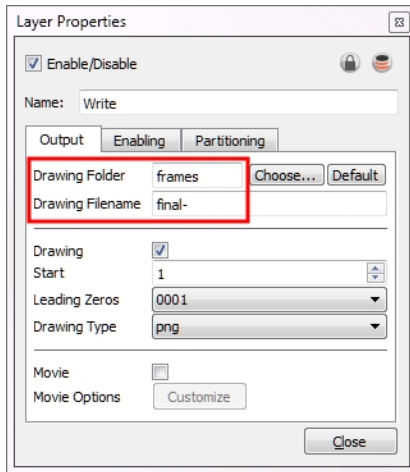 Layer Properties
Enable/Disable
Name: Write
Output Enabling Partitioning
Drawing Folder frames Choose... Default
Drawing Filename final-
Drawing
Start 1
Leading Zeros 0001
Drawing Type png
Movie
Movie Options Customize
Close